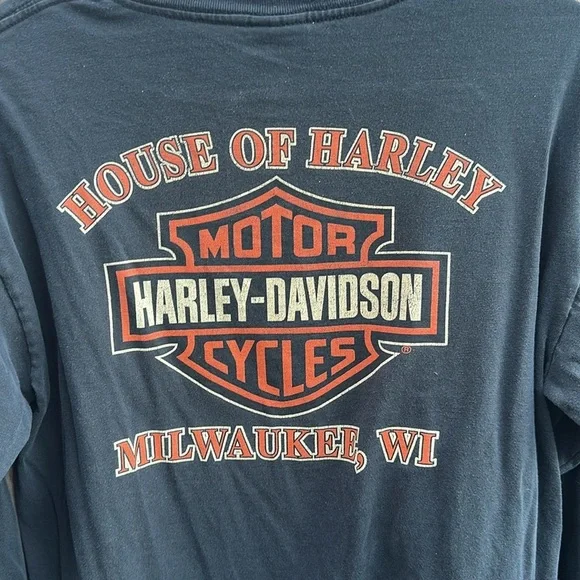 HOUSE OF HARLEY
MOTOR
HARLEY-DAVIDSON
CYCLES
®
MILWAUKEE, WI